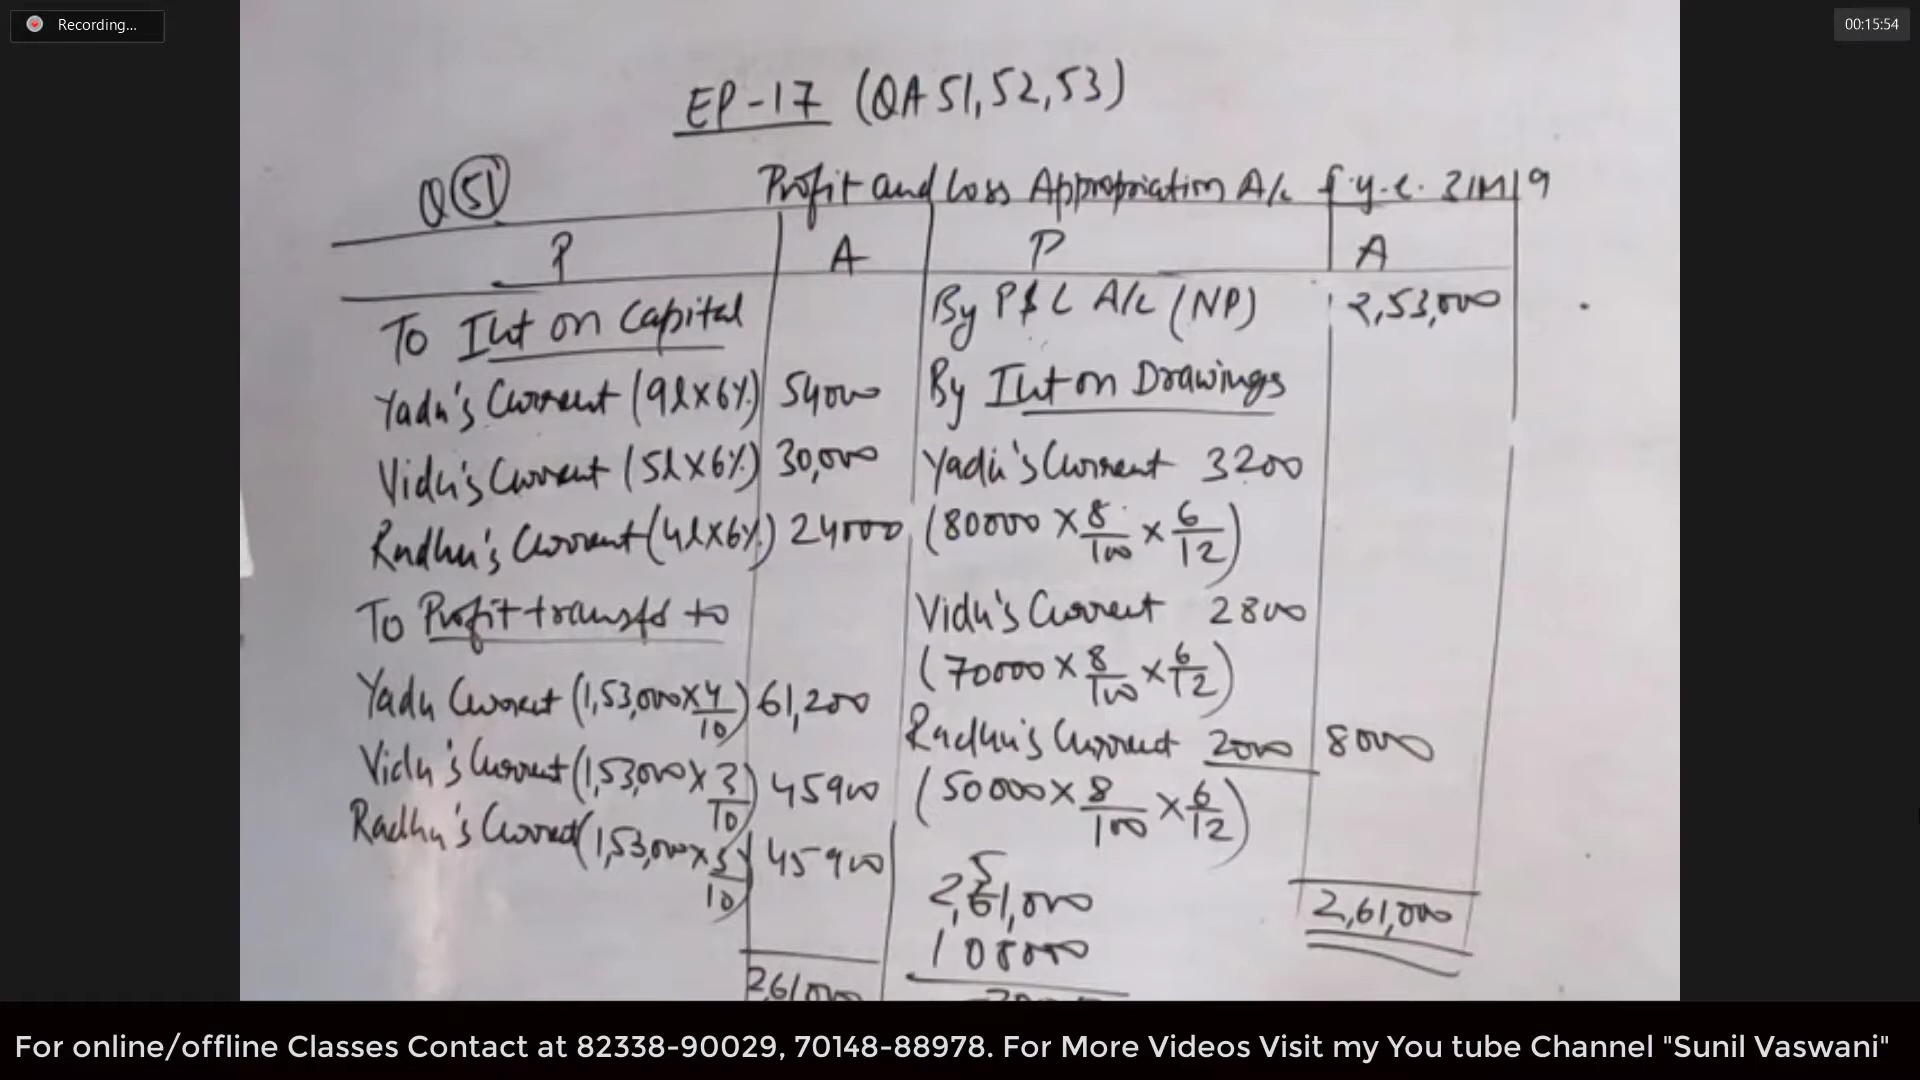 Recording...
00:15:54
EP-17 (QA 51, 52, 53)
Q 51 Profit and Loss Appropriation A/c f.y.e. 31M19
P A P A
To Int on Capital By P&L A/c (NP) 2,53,000
Yadu's Current (9l×6%) 54000 By Int on Drawings
Vidu's Current (5l×6%) 30,000 Yadu's Current 3200
Radhu's Current (4l×6%) 24000 (80000 × 8/100 × 6/12)
To Profit transfd to Vidu's Current 2800
(70000 × 8/100 × 6/12)
Yadu Current (1,53,000 × 4/10) 61,200
Radhu's Current 2000 8000
Vidu's Current (1,53,000 × 3/10) 45900 (50000 × 8/100 × 6/12)
Radhu's Current (1,53,000 × 3/10) 45900
5
2,61,000 2,61,000
108000
261000
For online/offline Classes Contact at 82338-90029, 70148-88978. For More Videos Visit my You tube Channel "Sunil Vaswani"